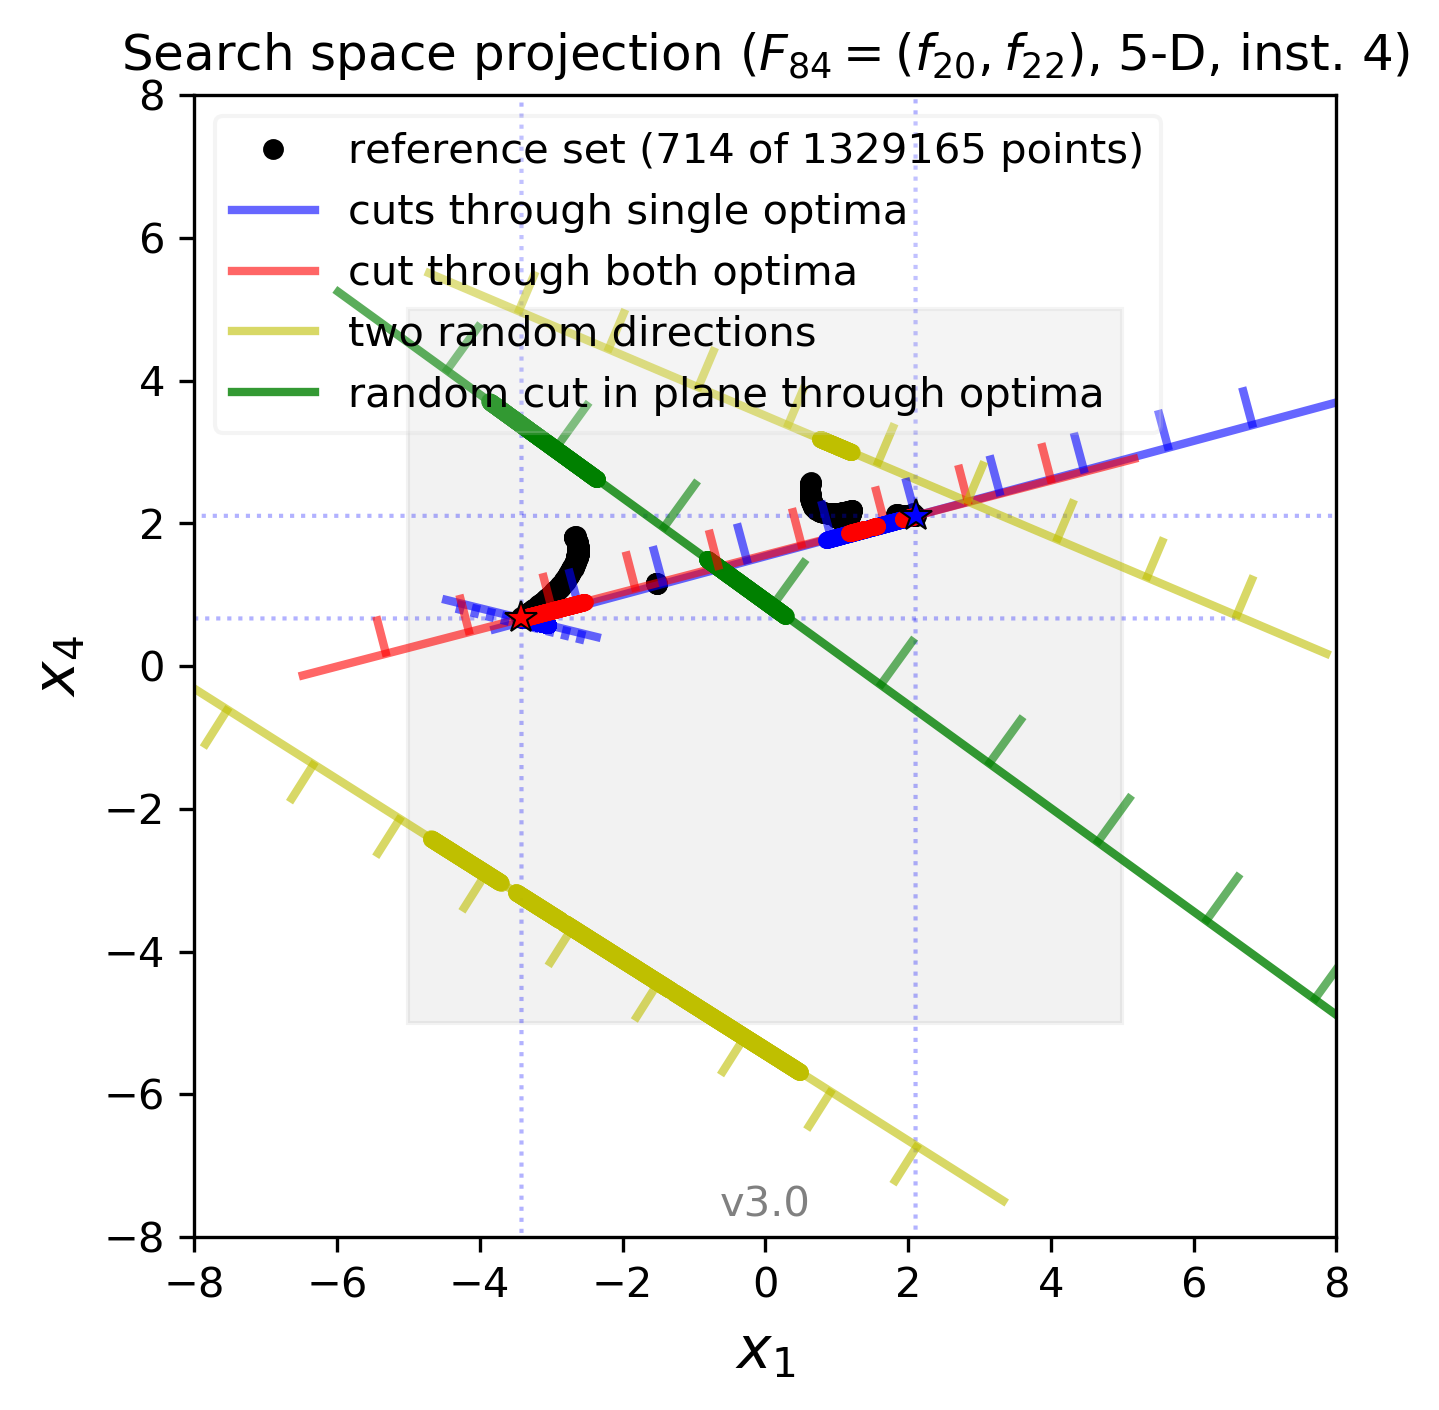 Search space projection (F84 = (f20, f22), 5-D, inst. 4)
reference set (714 of 1329165 points)
cuts through single optima
cut through both optima
two random directions
random cut in plane through optima
8
6
4
2
0
−2
−4
−6
−8
x4
v3.0
−8 −6 −4 −2 0 2 4 6 8
x1